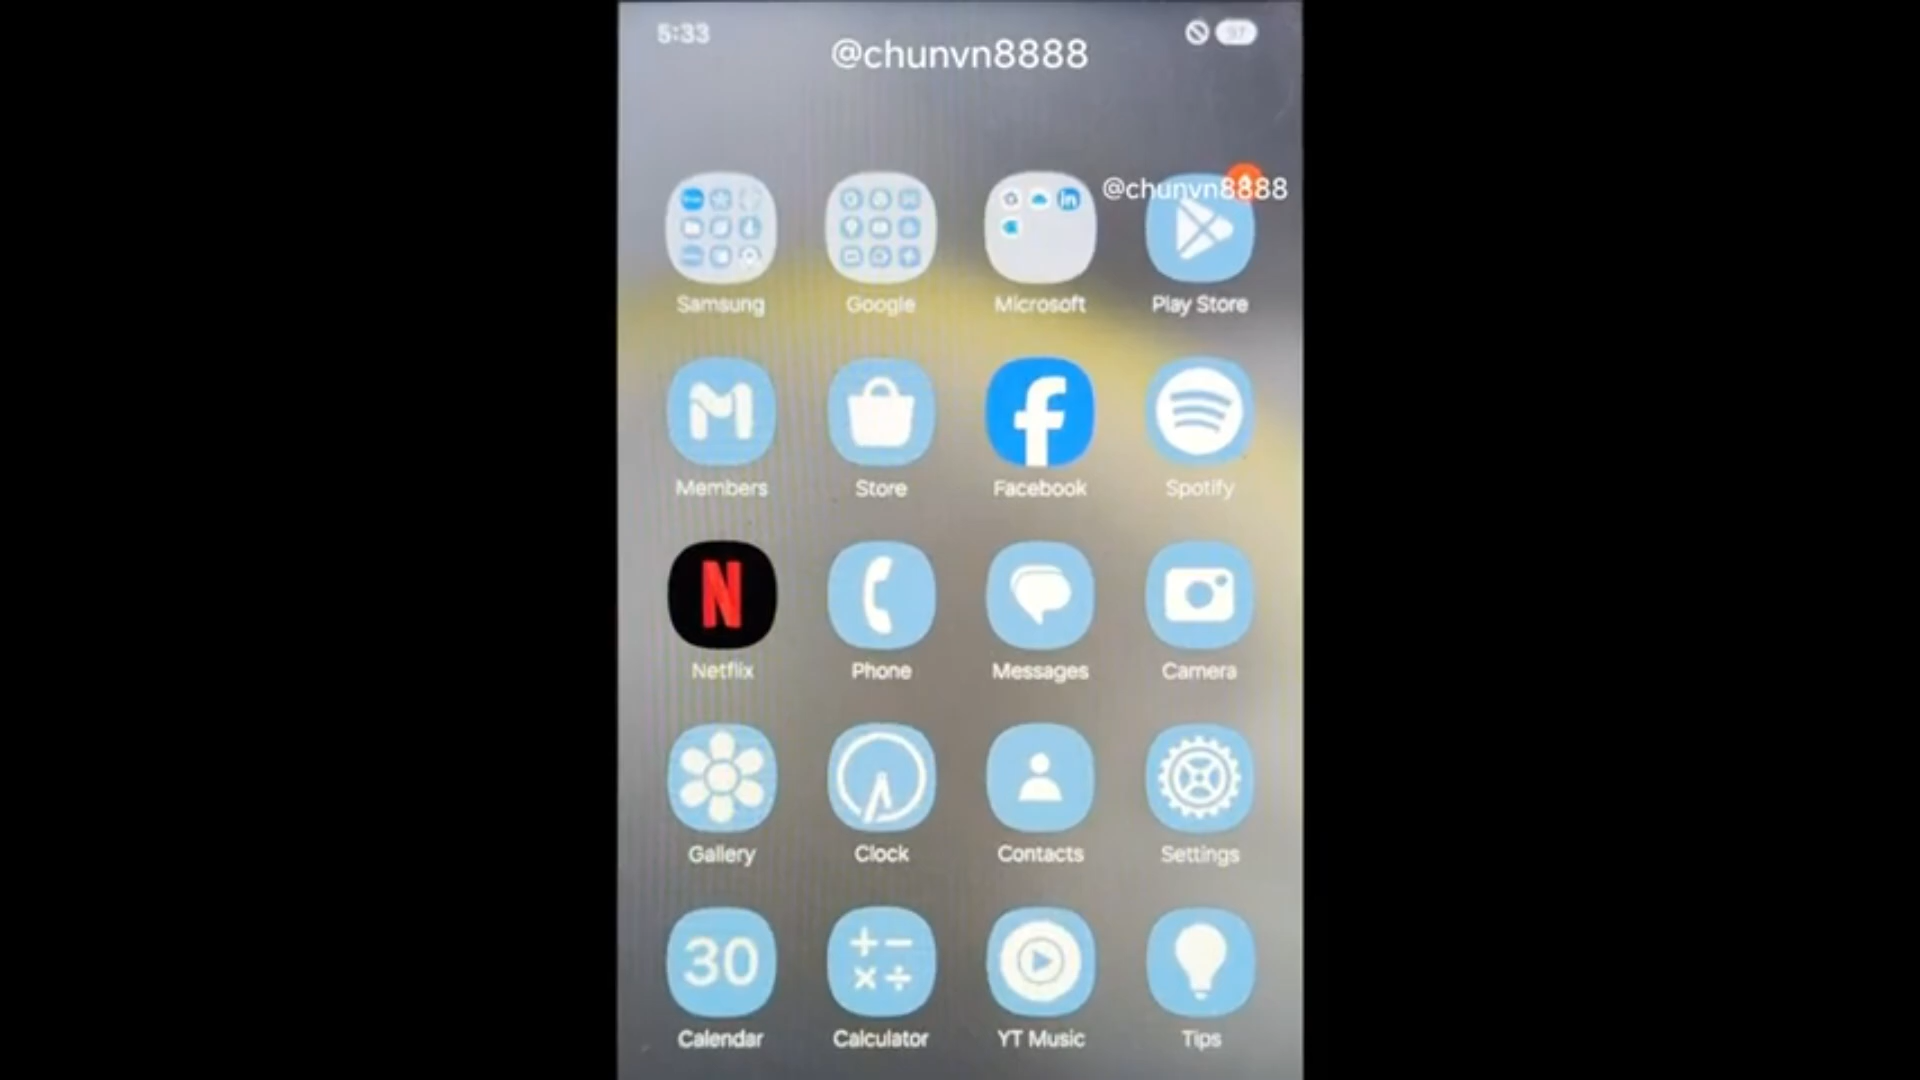 5:33
97
@chunvn8888
@chunvn8888
Samsung
Google
Microsoft
Play Store
Members
Store
Facebook
Spotify
N
Netflix
Phone
Messages
Camera
Gallery
Clock
Contacts
Settings
30
Calendar
Calculator
YT Music
Tips